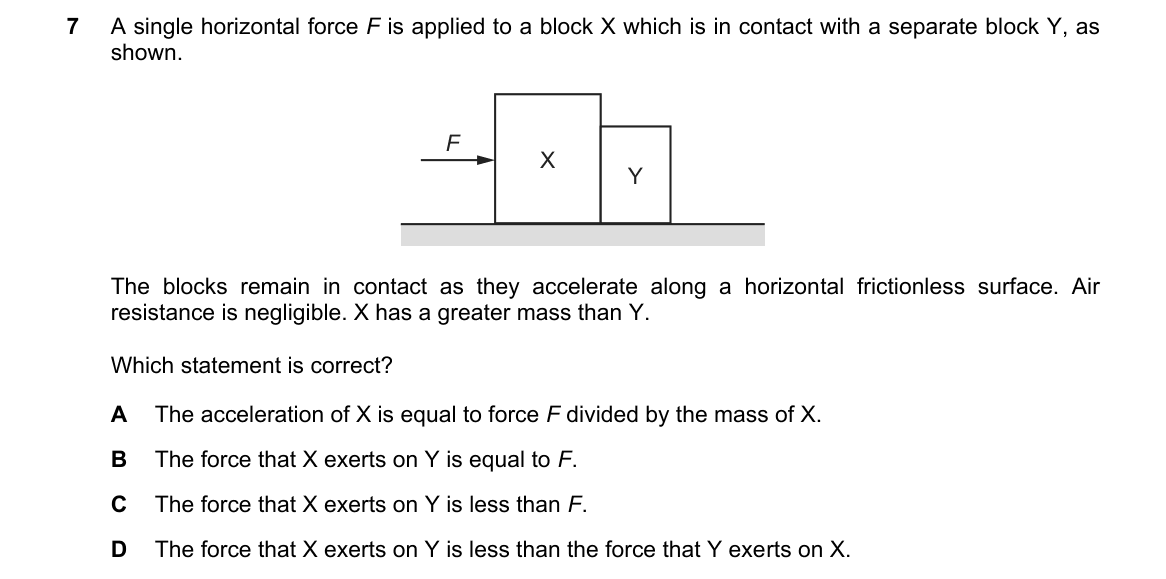 7 A single horizontal force F is applied to a block X which is in contact with a separate block Y, as
shown.
F
X
Y
The blocks remain in contact as they accelerate along a horizontal frictionless surface. Air
resistance is negligible. X has a greater mass than Y.
Which statement is correct?
A The acceleration of X is equal to force F divided by the mass of X.
B The force that X exerts on Y is equal to F.
C The force that X exerts on Y is less than F.
D The force that X exerts on Y is less than the force that Y exerts on X.